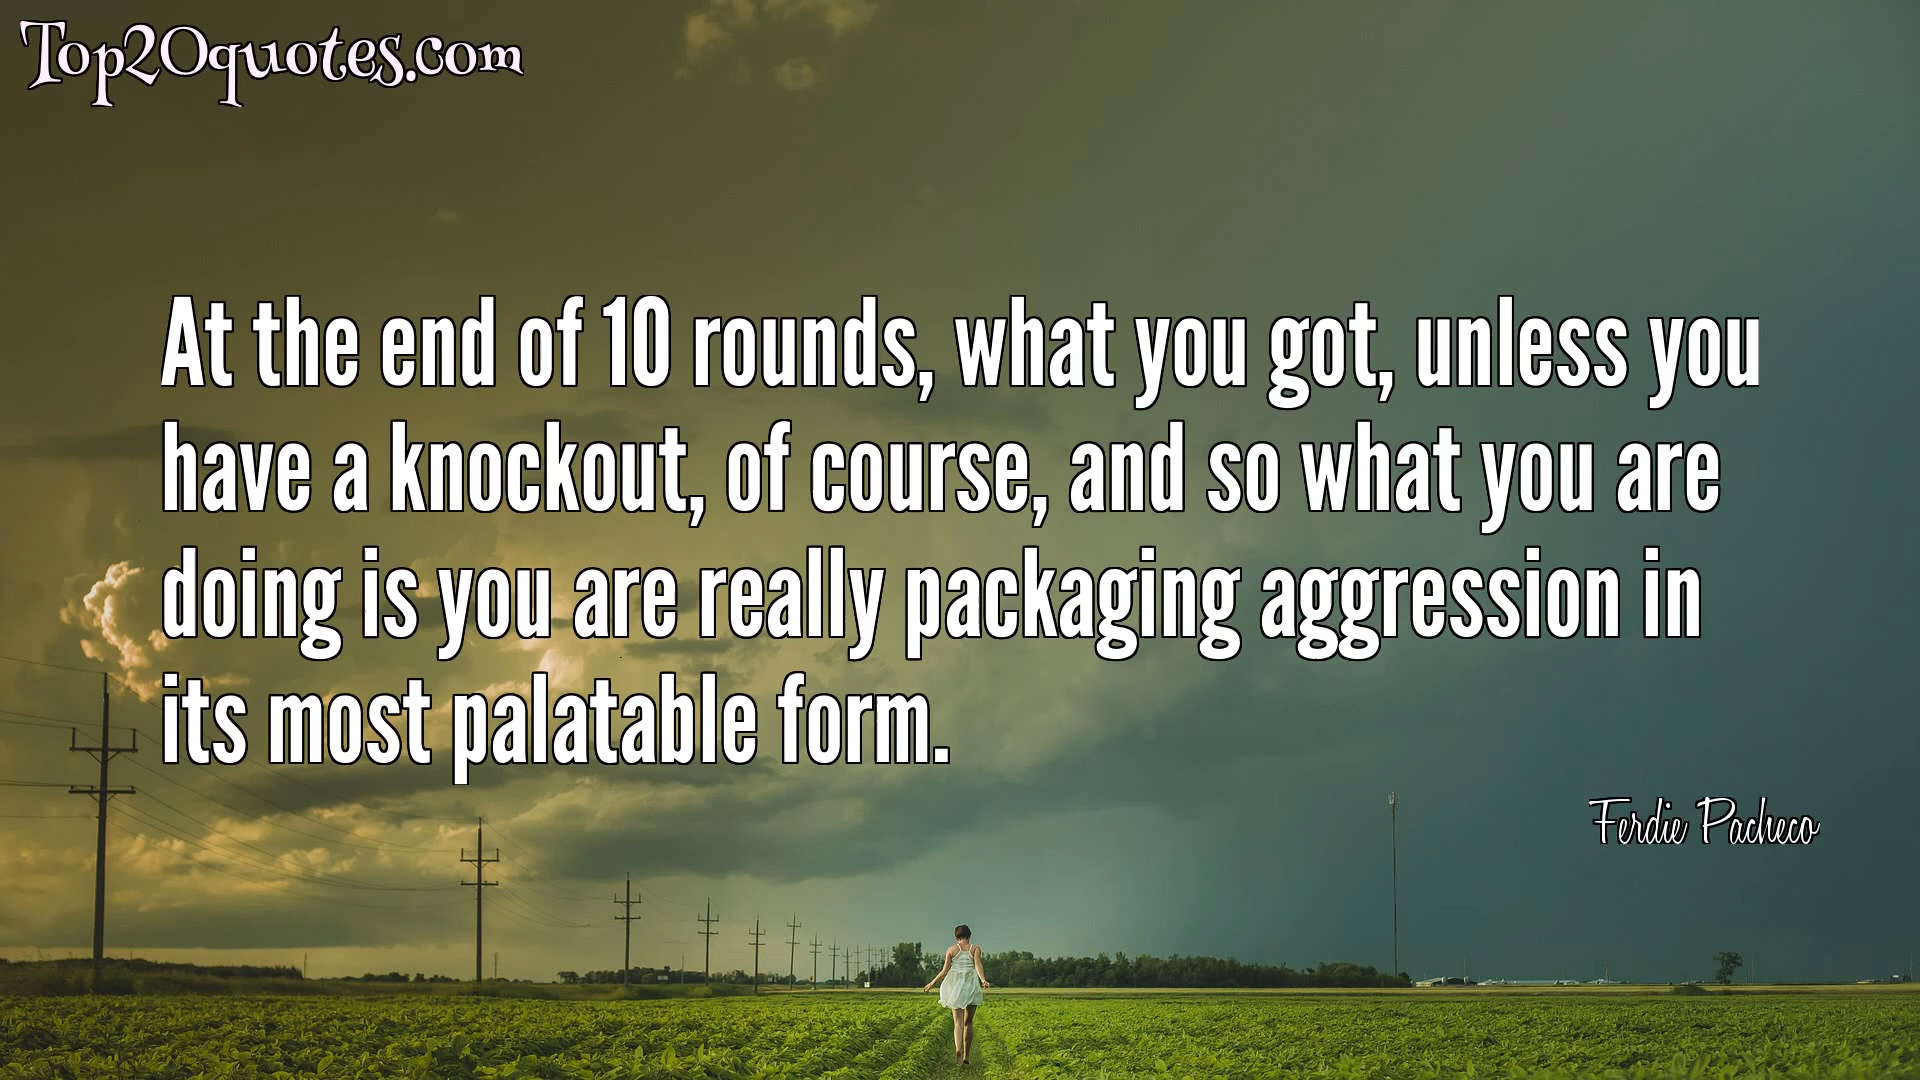 Top20quotes.com
At the end of 10 rounds, what you got, unless you
have a knockout, of course, and so what you are
doing is you are really packaging aggression in
its most palatable form.
Ferdie Pacheco